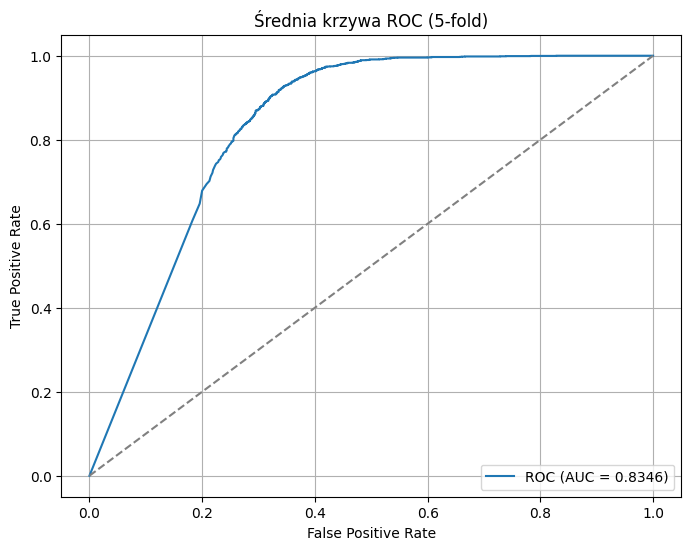 Średnia krzywa ROC (5-fold)
1.0
0.8
0.6
0.4
0.2
0.0
True Positive Rate
0.0 0.2 0.4 0.6 0.8 1.0
False Positive Rate
ROC (AUC = 0.8346)